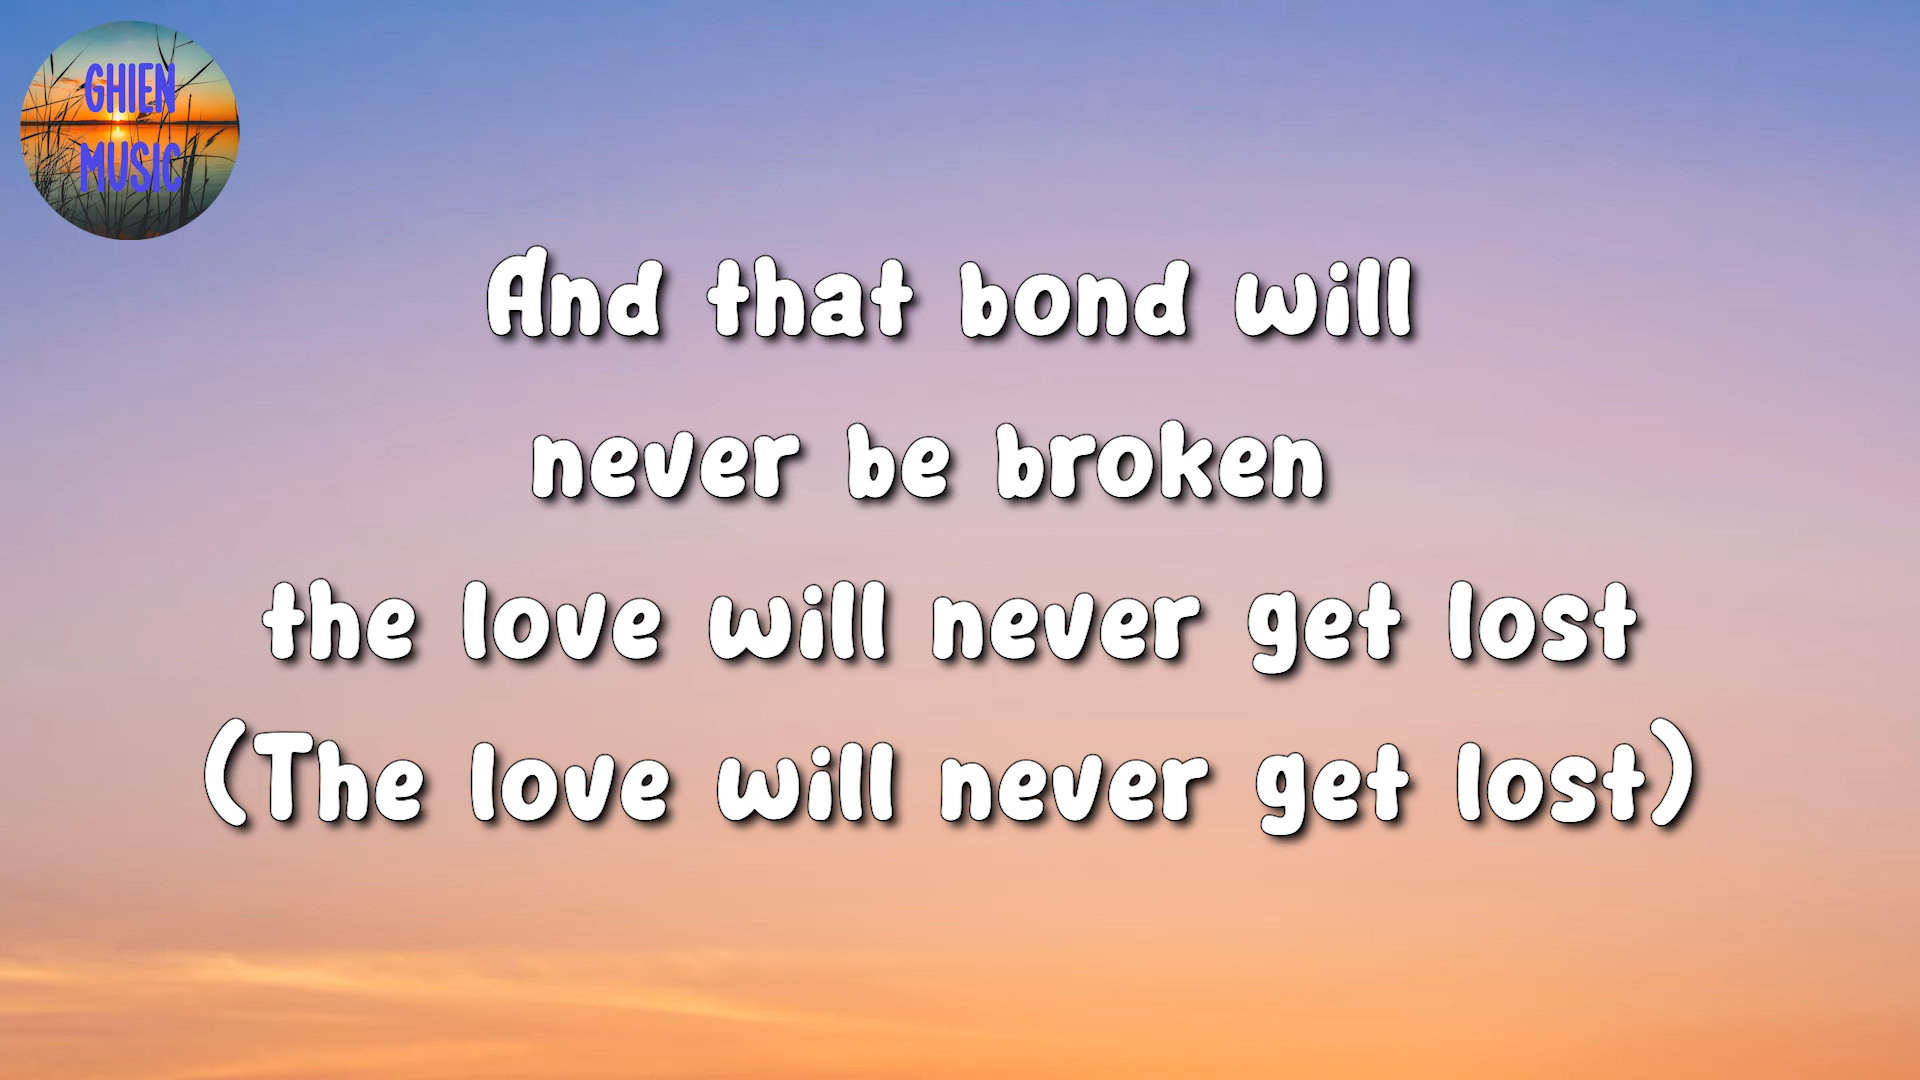 GHIEN
MUSIC
And that bond will
never be broken
the love will never get lost
(The love will never get lost)